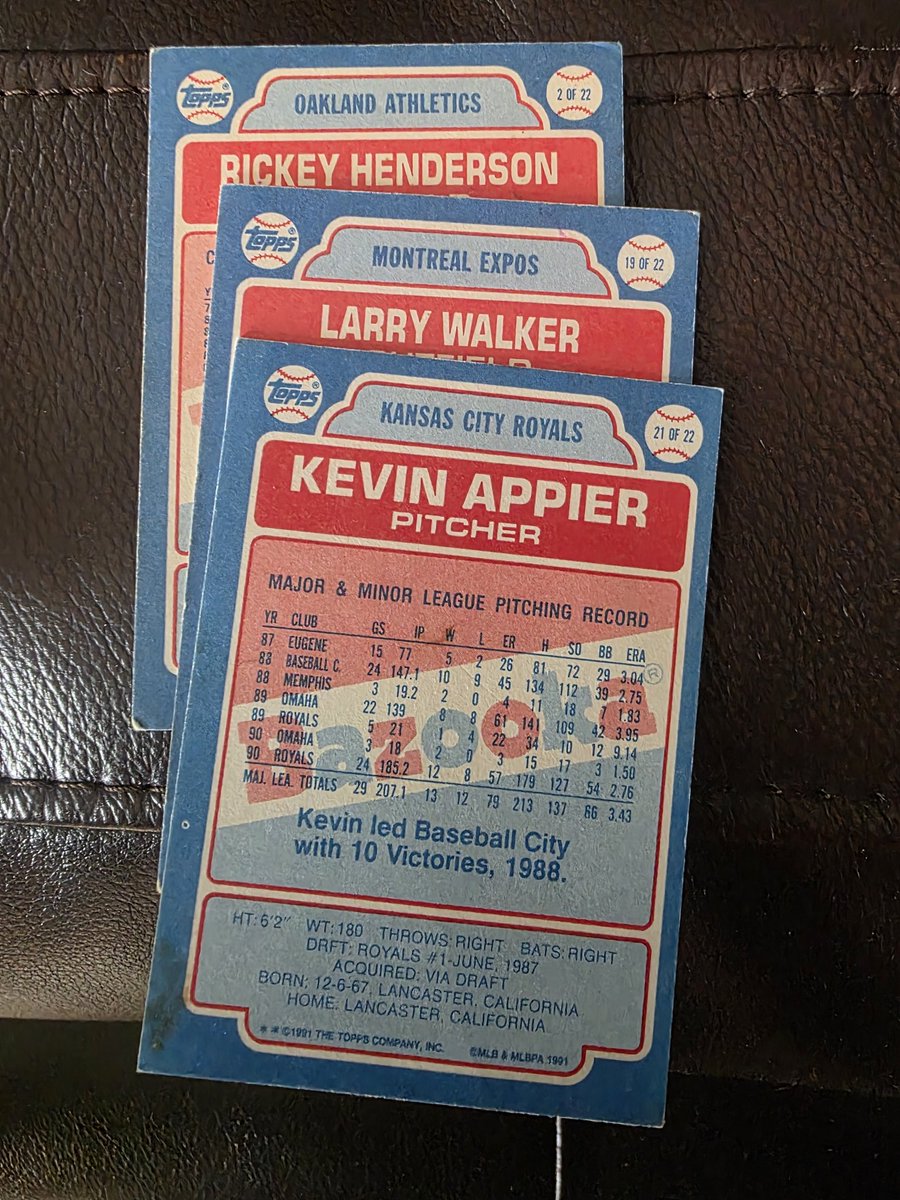 Topps®
OAKLAND ATHLETICS
2 OF 22
RICKEY HENDERSON
Topps®
MONTREAL EXPOS
19 OF 22
LARRY WALKER
OUTFIELD
Topps®
KANSAS CITY ROYALS
21 OF 22
KEVIN APPIER
PITCHER
MAJOR & MINOR LEAGUE PITCHING RECORD
YR CLUB GS IP W L ER H SO BB ERA
87 EUGENE 15 77 5 2 26 81 72 29 3.04
88 BASEBALL C. 24 147.1 10 9 45 134 112 39 2.75
88 MEMPHIS 3 19.2 2 0 4 11 18 7 1.83
89 OMAHA 22 139 8 8 61 141 109 42 3.95
89 ROYALS 5 21 1 4 22 34 10 12 9.14
90 OMAHA 3 18 2 0 3 15 17 3 1.50
90 ROYALS 24 185.2 12 8 57 179 127 54 2.76
MAJ. LEA. TOTALS 29 207.1 13 12 79 213 137 66 3.43
Bazooka®
Kevin led Baseball City
with 10 Victories, 1988.
HT: 6'2" WT: 180 THROWS: RIGHT BATS: RIGHT
DRFT: ROYALS #1-JUNE, 1987
ACQUIRED: VIA DRAFT
BORN: 12-6-67, LANCASTER, CALIFORNIA
HOME: LANCASTER, CALIFORNIA
* * ©1991 THE TOPPS COMPANY, INC. ©MLB & MLBPA 1991